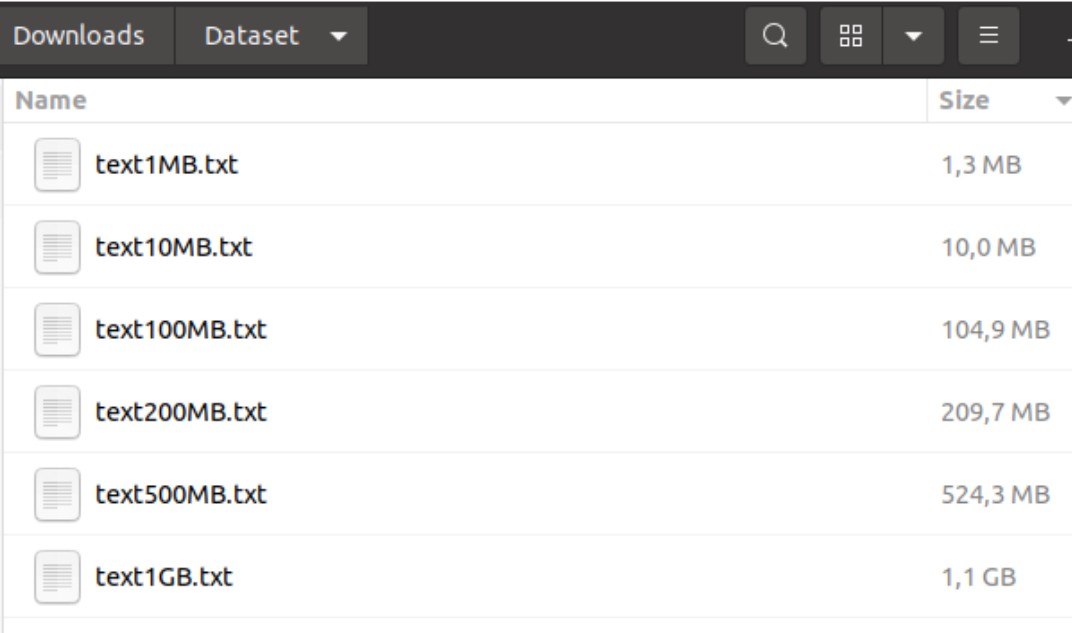 Downloads Dataset
Name Size
text1MB.txt 1,3 MB
text10MB.txt 10,0 MB
text100MB.txt 104,9 MB
text200MB.txt 209,7 MB
text500MB.txt 524,3 MB
text1GB.txt 1,1 GB